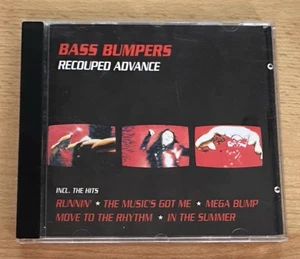 BASS BUMPERS
RECOUPED ADVANCE
INCL. THE HITS
RUNNIN' ★ THE MUSIC'S GOT ME ★ MEGA BUMP
MOVE TO THE RHYTHM ★ IN THE SUMMER